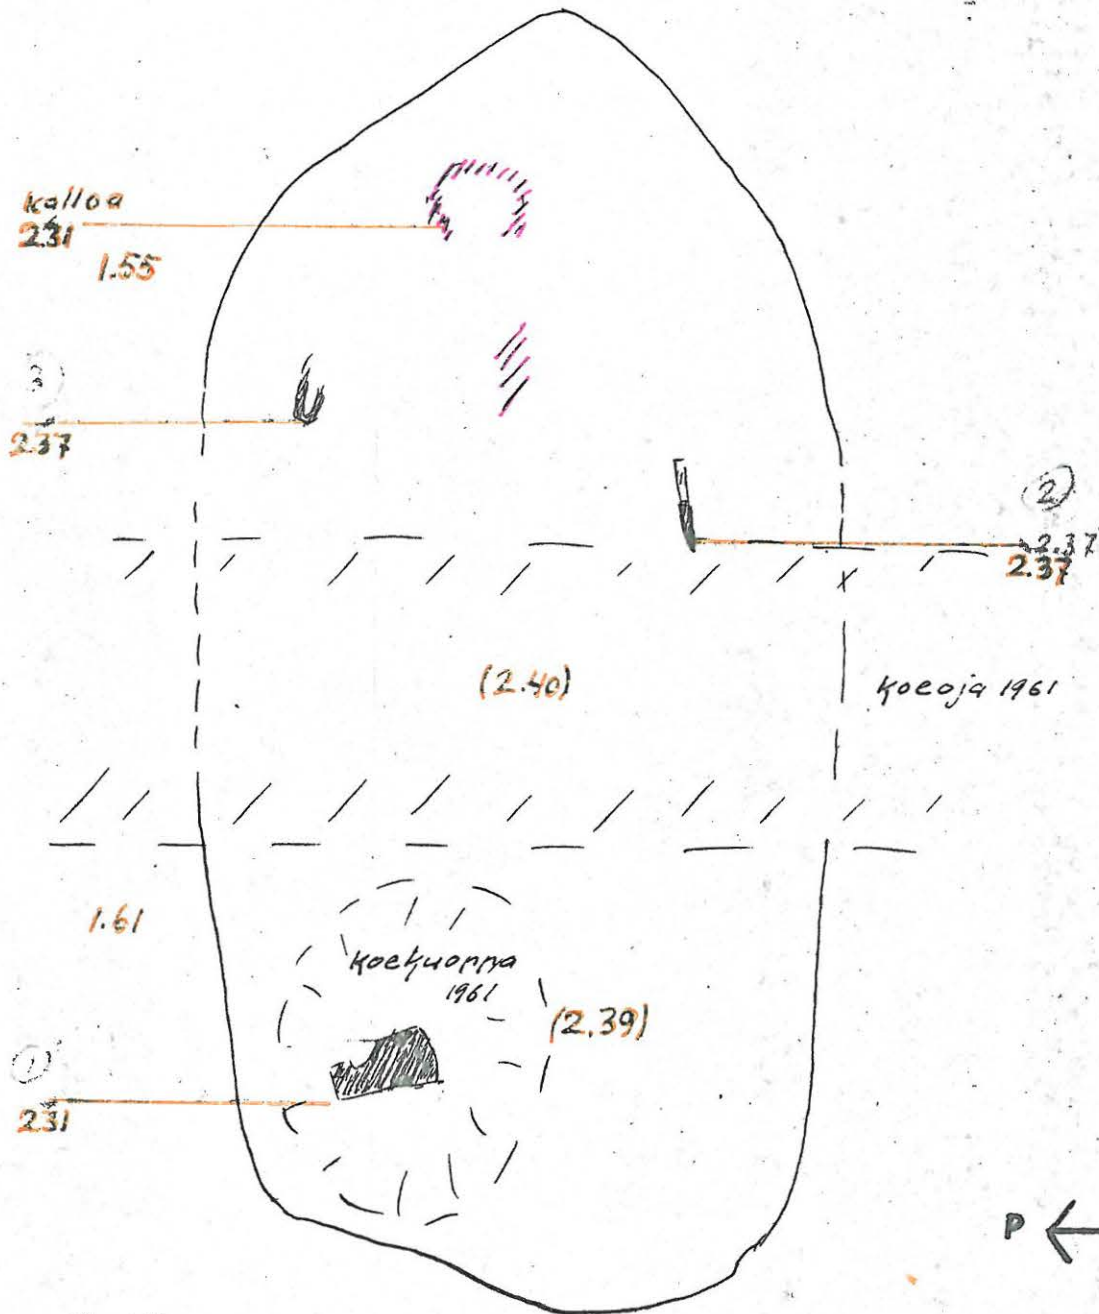 kalloa
2.31
1.55
3
2.37
2
2.37
2.37
x
(2.40)
koeoja 1961
1.61
koekuoppa
1961
(2.39)
1
2.31
P